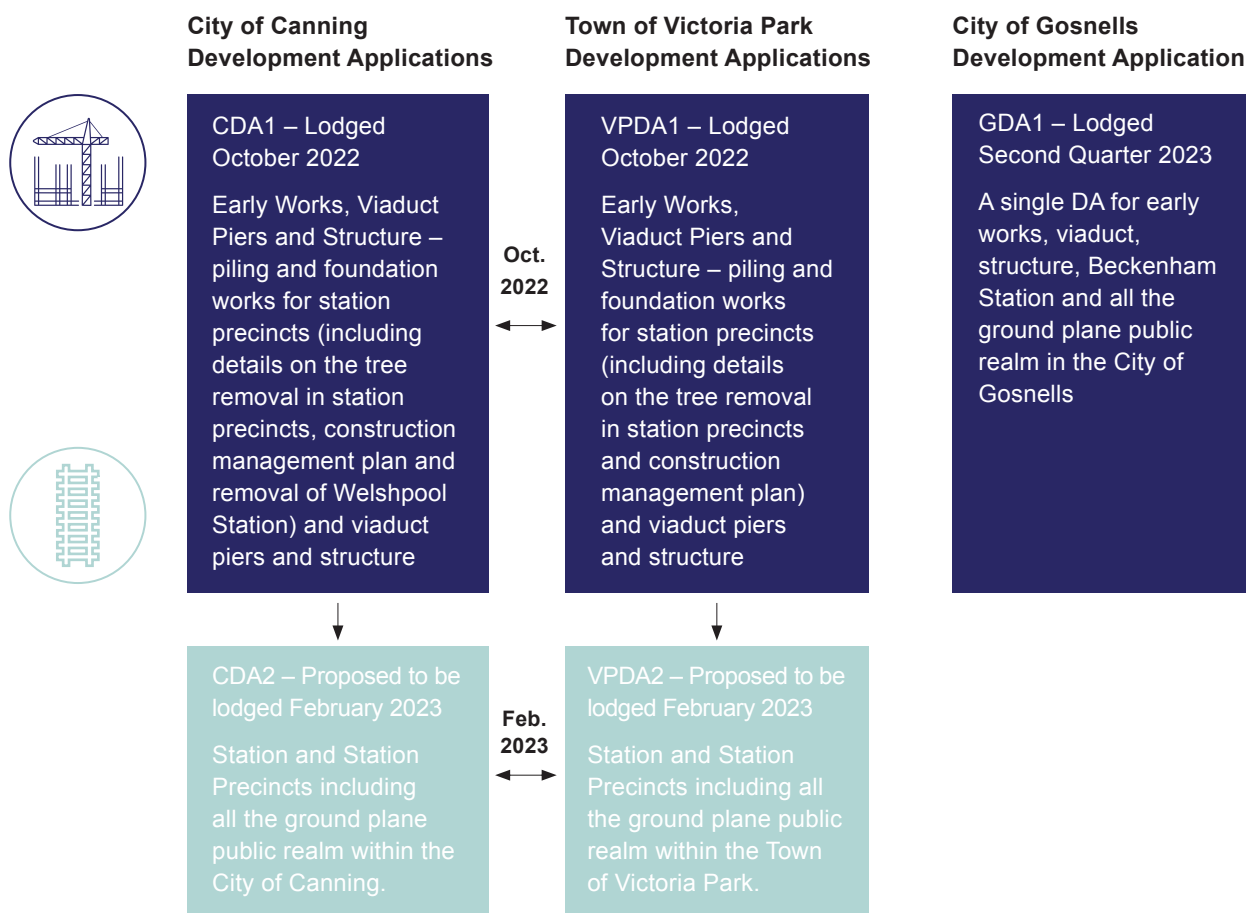 City of Canning
Development Applications
Town of Victoria Park
Development Applications
City of Gosnells
Development Application
CDA1 – Lodged
October 2022
Early Works, Viaduct
Piers and Structure –
piling and foundation
works for station
precincts (including
details on the tree
removal in station
precincts, construction
management plan and
removal of Welshpool
Station) and viaduct
piers and structure
Oct.
2022
VPDA1 – Lodged
October 2022
Early Works,
Viaduct Piers and
Structure – piling and
foundation works
for station precincts
(including details
on the tree removal
in station precincts
and construction
management plan)
and viaduct piers
and structure
GDA1 – Lodged
Second Quarter 2023
A single DA for early
works, viaduct,
structure, Beckenham
Station and all the
ground plane public
realm in the City of
Gosnells
CDA2 – Proposed to be
lodged February 2023
Station and Station
Precincts including
all the ground plane
public realm within the
City of Canning.
Feb.
2023
VPDA2 – Proposed to be
lodged February 2023
Station and Station
Precincts including all
the ground plane public
realm within the Town
of Victoria Park.